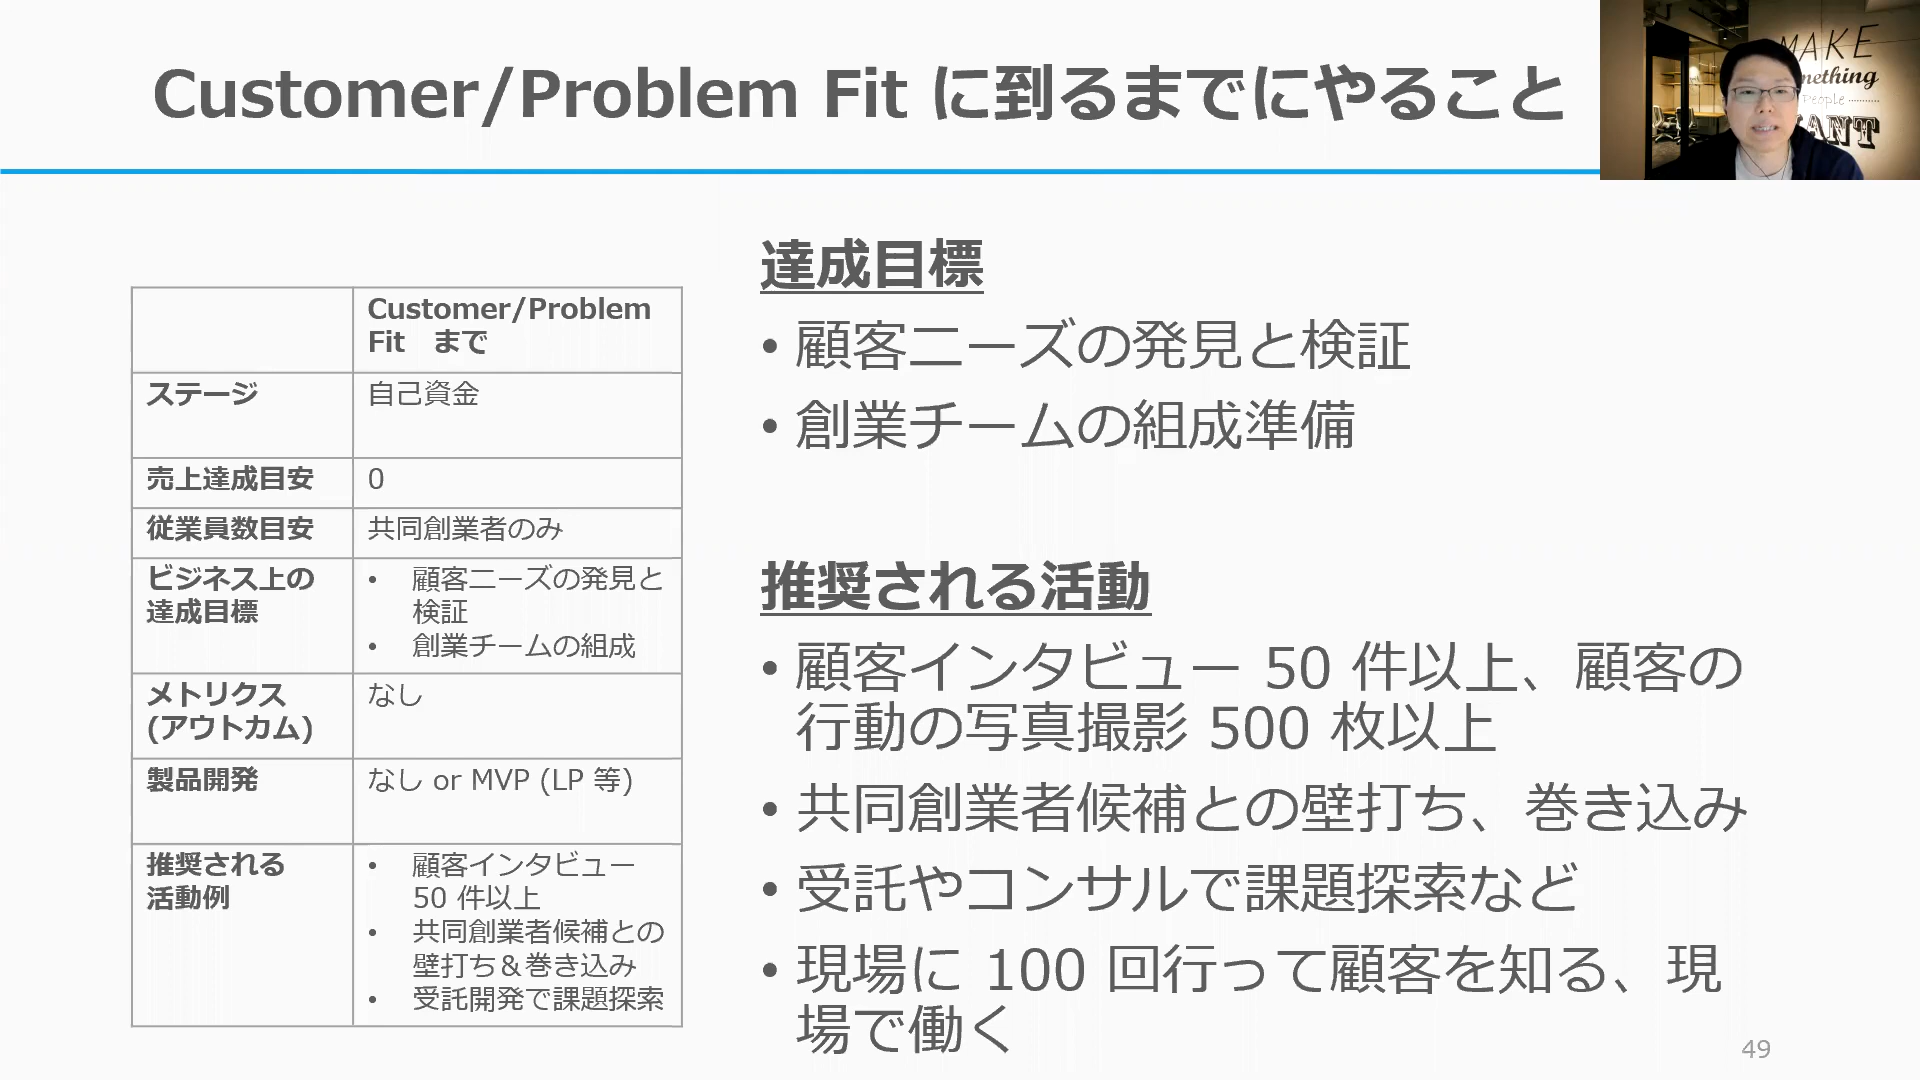 Customer/Problem Fit に到るまでにやること
MAKE
mething
People
ANT
Customer/Problem
Fit まで
ステージ
自己資金
売上達成目安
0
従業員数目安
共同創業者のみ
ビジネス上の
達成目標
• 顧客ニーズの発見と
検証
• 創業チームの組成
メトリクス
(アウトカム)
なし
製品開発
なし or MVP (LP 等)
推奨される
活動例
• 顧客インタビュー
50 件以上
• 共同創業者候補との
壁打ち＆巻き込み
• 受託開発で課題探索
達成目標
• 顧客ニーズの発見と検証
• 創業チームの組成準備
推奨される活動
• 顧客インタビュー 50 件以上、顧客の
行動の写真撮影 500 枚以上
• 共同創業者候補との壁打ち、巻き込み
• 受託やコンサルで課題探索など
• 現場に 100 回行って顧客を知る、現
場で働く
49